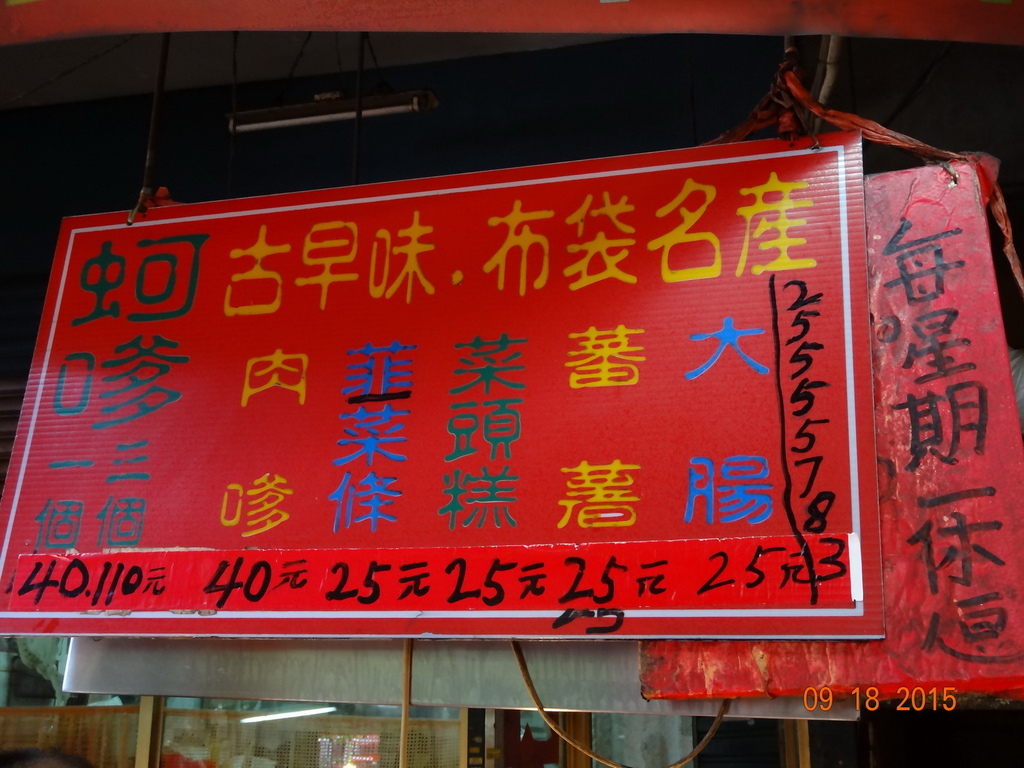 古早味.布袋名產
蚵嗲
一個
三個
肉嗲
韮菜條
菜頭糕
蕃薯
大腸
25555783
40.110元 40元 25元 25元 25元 25元
每星期一休息
09 18 2015